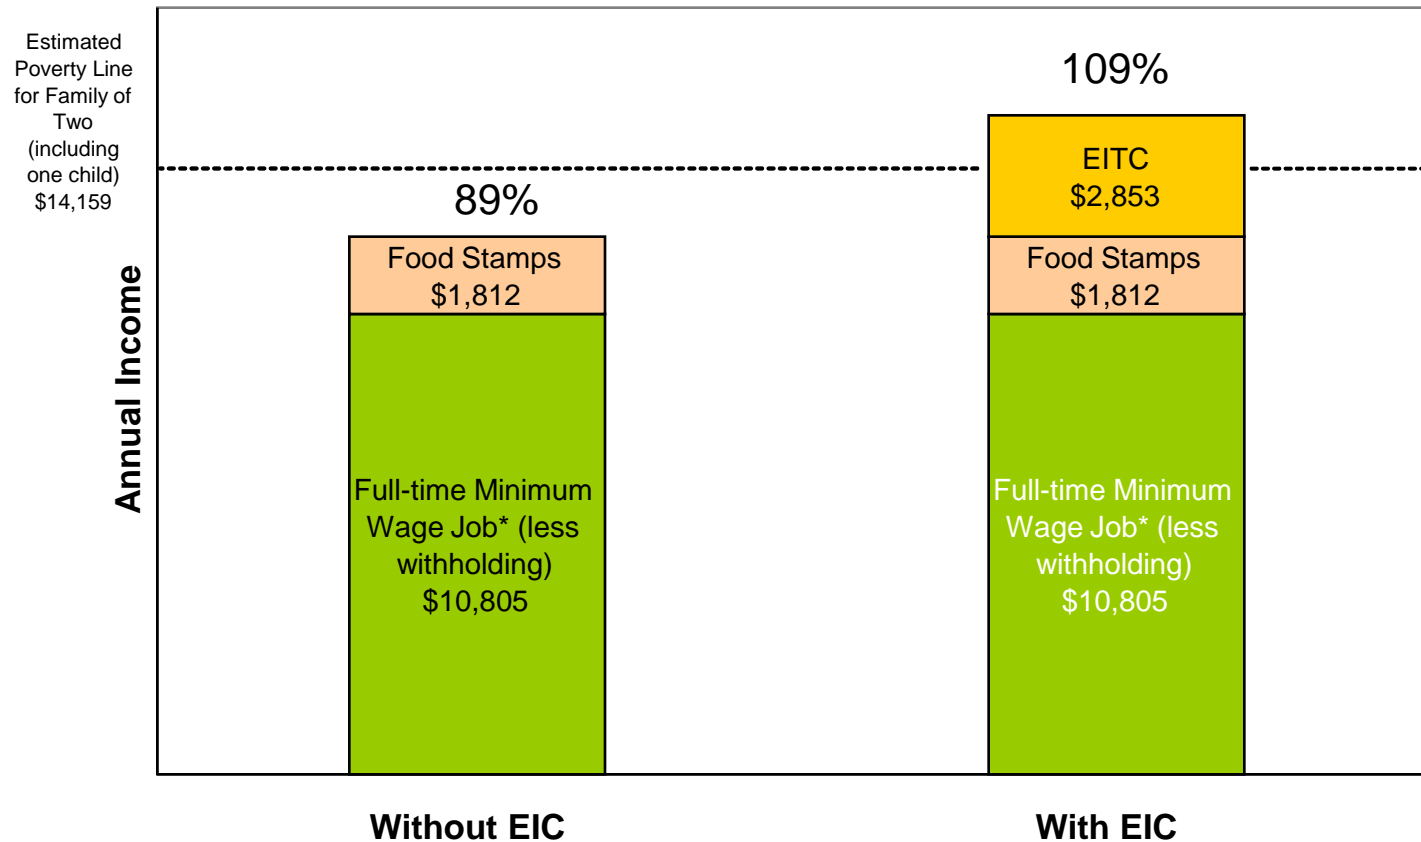 Estimated
Poverty Line
for Family of
Two
(including
one child)
$14,159
Annual Income
89%
Food Stamps
$1,812
Full-time Minimum
Wage Job* (less
withholding)
$10,805
Without EIC
109%
EITC
$2,853
Food Stamps
$1,812
Full-time Minimum
Wage Job* (less
withholding)
$10,805
With EIC